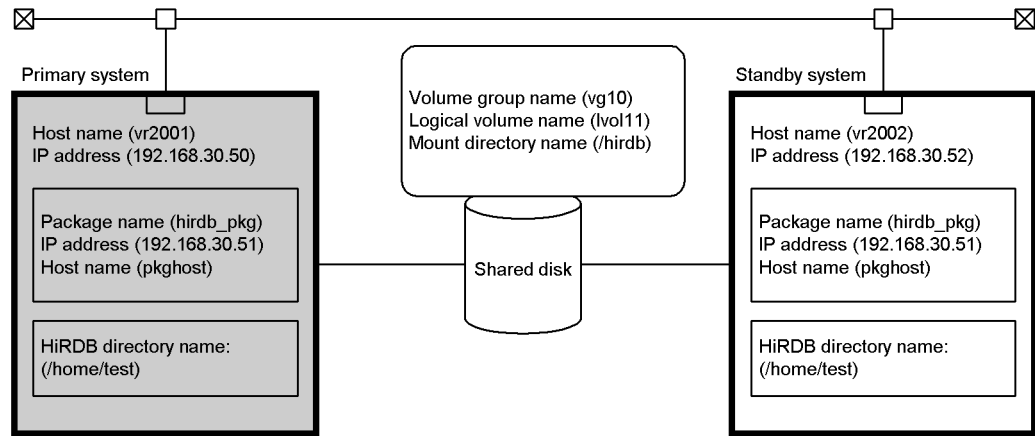 Primary system
Host name (vr2001)
IP address (192.168.30.50)
Package name (hirdb_pkg)
IP address (192.168.30.51)
Host name (pkghost)
HiRDB directory name:
(/home/test)
Volume group name (vg10)
Logical volume name (lvol11)
Mount directory name (/hirdb)
Shared disk
Standby system
Host name (vr2002)
IP address (192.168.30.52)
Package name (hirdb_pkg)
IP address (192.168.30.51)
Host name (pkghost)
HiRDB directory name:
(/home/test)